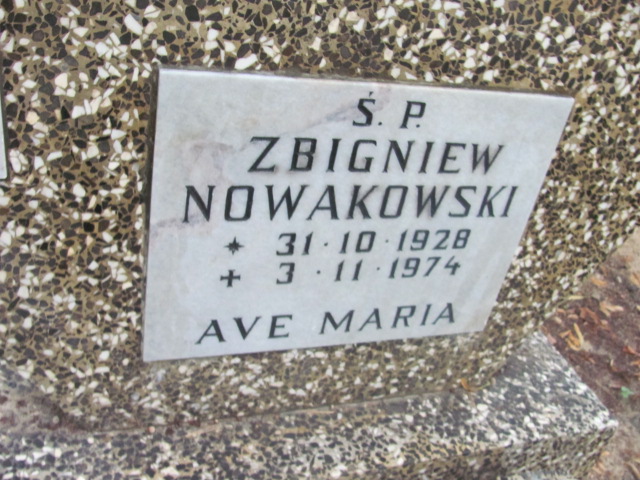 Ś. P.
ZBIGNIEW
NOWAKOWSKI
* 31·10·1928
+ 3·11·1974
AVE MARIA